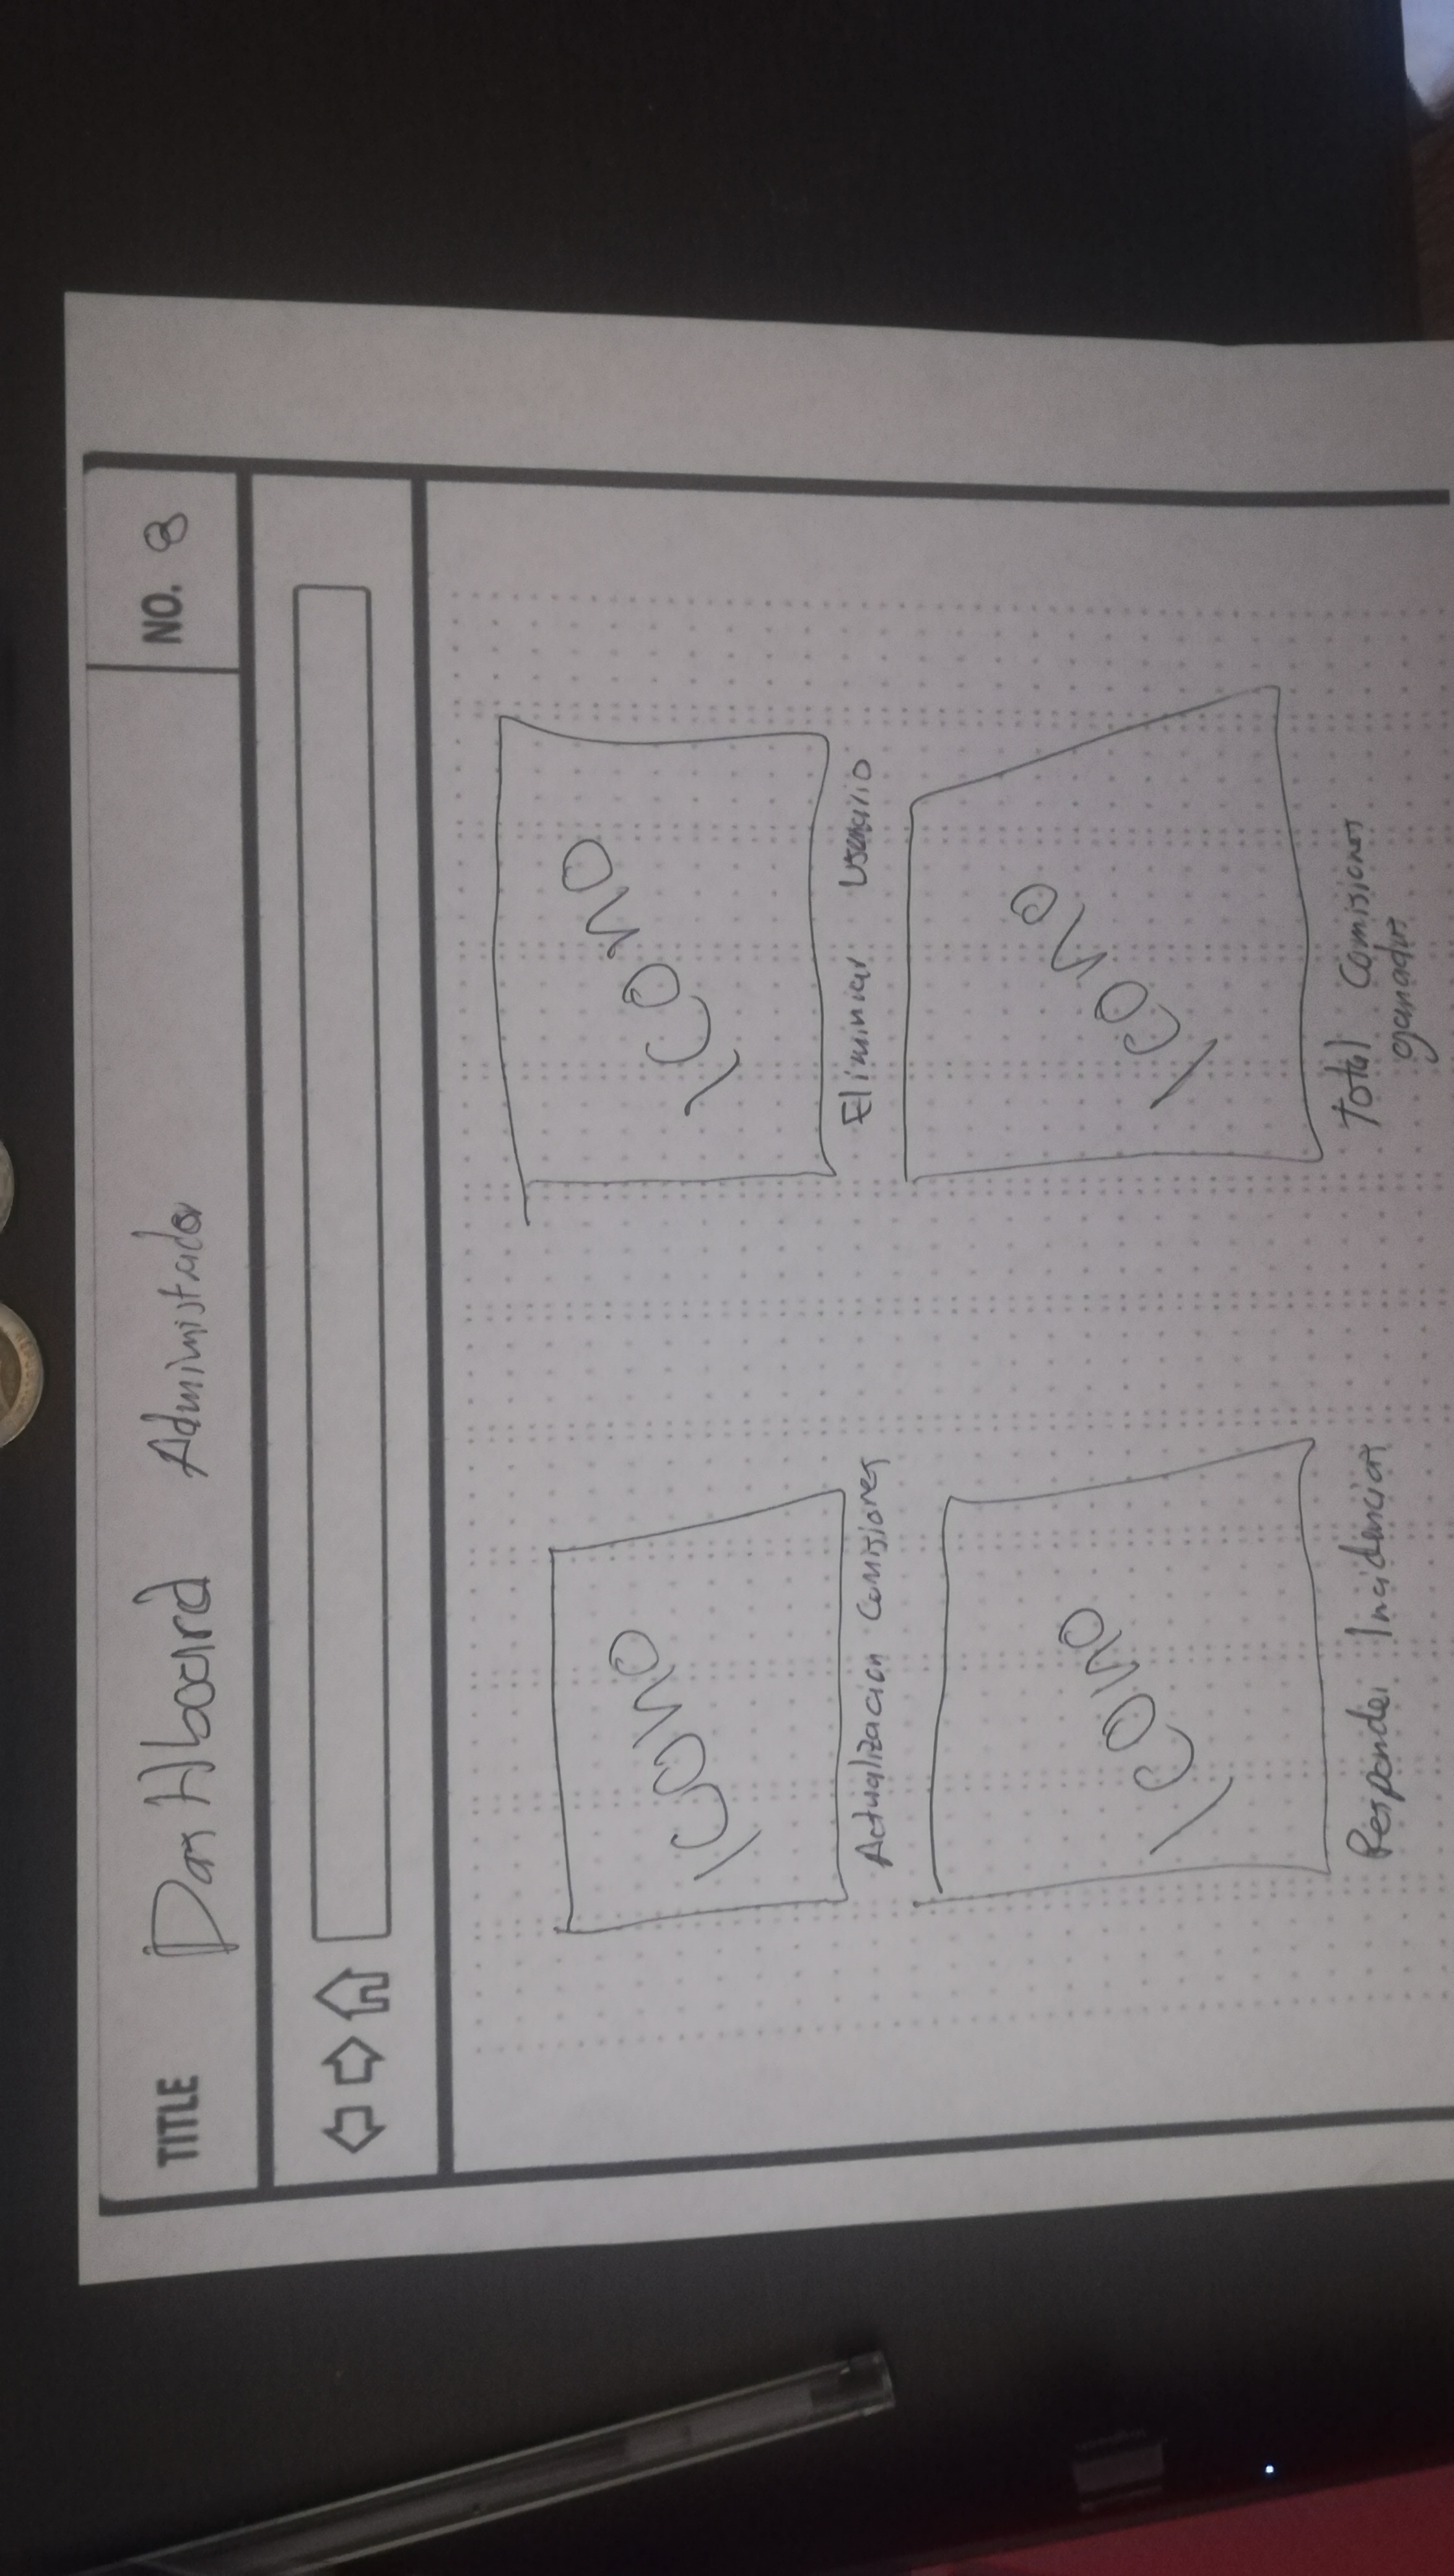 TITLE DasHboard Administrador NO. 8
Icono
Icono
Actualizacion Comisiones
Eliminar usuario
Icono
Icono
Responder Incidencias
Total Comisiones
ganadas